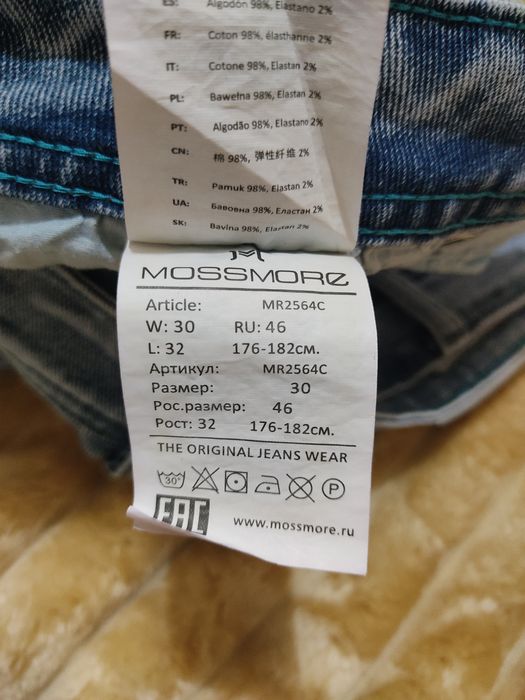 ES: Algodón 98%, Elastano 2%
FR: Coton 98%, élasthanne 2%
IT: Cotone 98%, Elastan 2%
PL: Bawełna 98%, Elastan 2%
PT: Algodão 98%, Elastano 2%
CN: 棉 98%, 弹性纤维 2%
TR: Pamuk 98%, Elastan 2%
UA: Бавовна 98%, Еластан 2%
SK: Bavlna 98%, Elastan 2%
MOSSMORE
Article: MR2564C
W: 30 RU: 46
L: 32 176-182см.
Артикул: MR2564C
Размер: 30
Рос.размер: 46
Рост: 32 176-182см.
THE ORIGINAL JEANS WEAR
30° P
EAC www.mossmore.ru